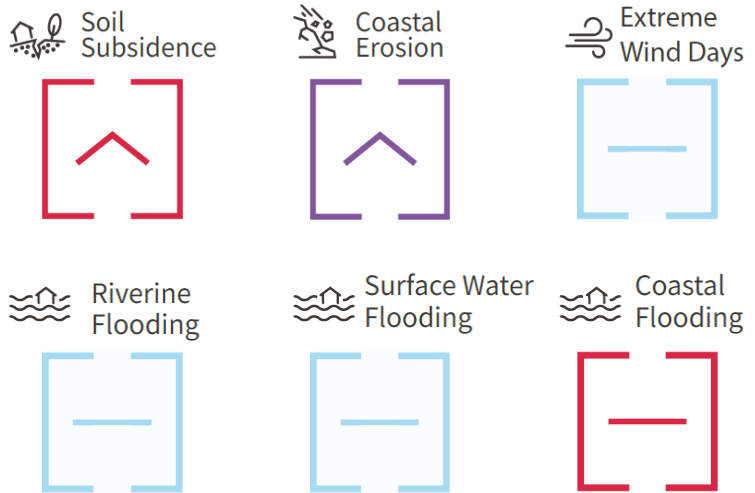 Soil
Subsidence
Coastal
Erosion
Extreme
Wind Days
Riverine
Flooding
Surface Water
Flooding
Coastal
Flooding